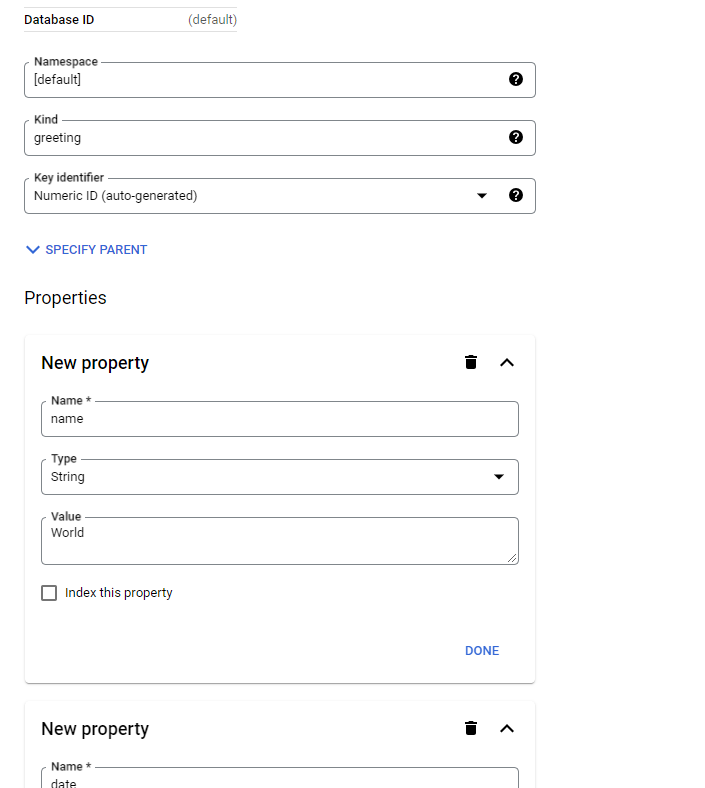 Database ID (default)
Namespace
[default]
Kind
greeting
Key identifier
Numeric ID (auto-generated)
SPECIFY PARENT
Properties
New property
Name *
name
Type
String
Value
World
Index this property
DONE
New property
Name *
date